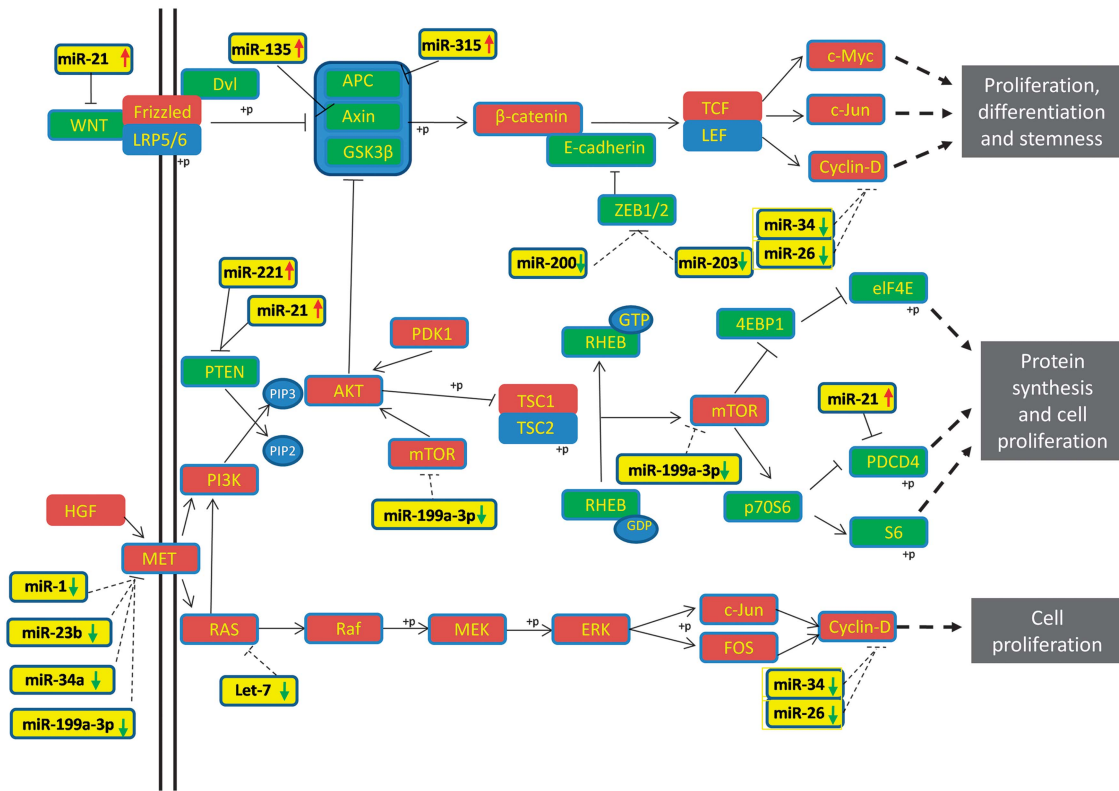 miR-21
miR-135
miR-315
WNT
Frizzled
LRP5/6
+p
Dvl
+p
APC
Axin
GSK3β
+p
β-catenin
E-cadherin
ZEB1/2
miR-200
miR-203
TCF
LEF
c-Myc
c-Jun
Cyclin-D
miR-34
miR-26
Proliferation,
differentiation
and stemness
miR-221
miR-21
PTEN
PIP3
PIP2
PI3K
PDK1
AKT
+p
mTOR
miR-199a-3p
TSC1
TSC2
+p
GTP
RHEB
RHEB
GDP
mTOR
miR-199a-3p
4EBP1
eIF4E
+p
miR-21
PDCD4
+p
p70S6
S6
+p
Protein
synthesis
and cell
proliferation
HGF
MET
miR-1
miR-23b
miR-34a
miR-199a-3p
RAS
Let-7
Raf
+p
MEK
+p
ERK
+p
c-Jun
FOS
Cyclin-D
miR-34
miR-26
Cell
proliferation